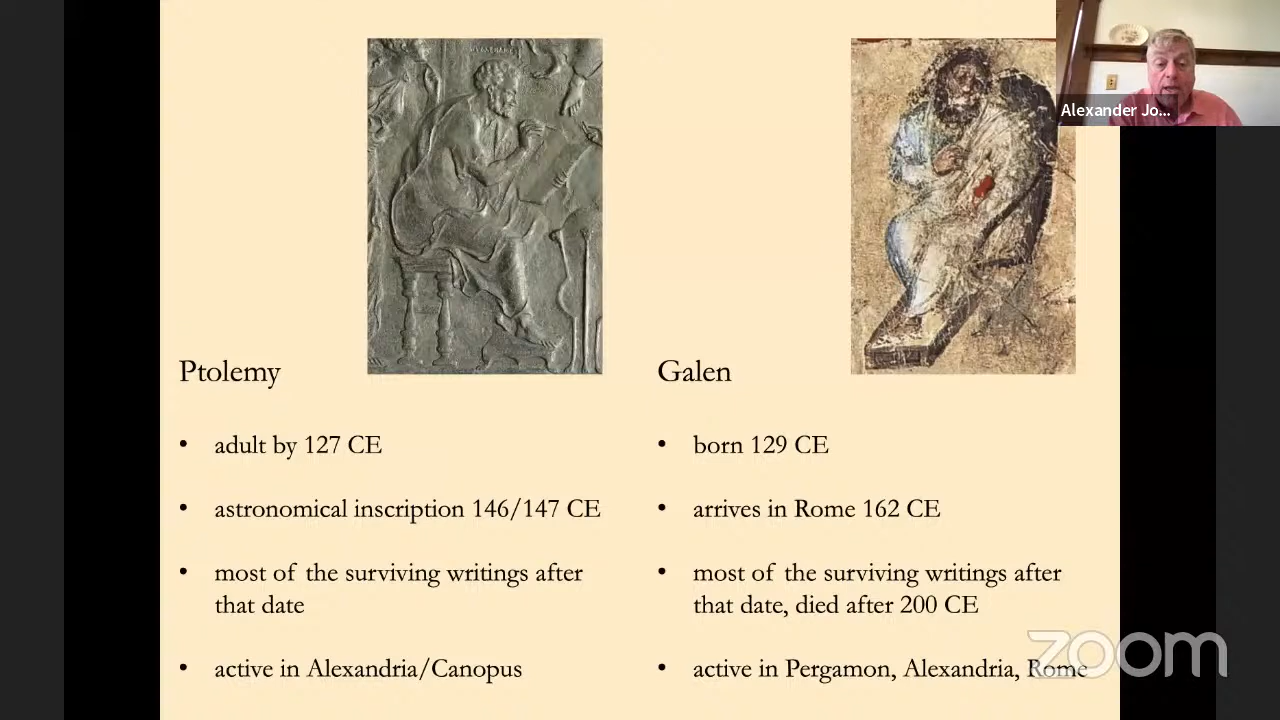 Alexander Jo...
Ptolemy
• adult by 127 CE
• astronomical inscription 146/147 CE
• most of the surviving writings after
that date
• active in Alexandria/Canopus
Galen
• born 129 CE
• arrives in Rome 162 CE
• most of the surviving writings after
that date, died after 200 CE
• active in Pergamon, Alexandria, Rome
zoom